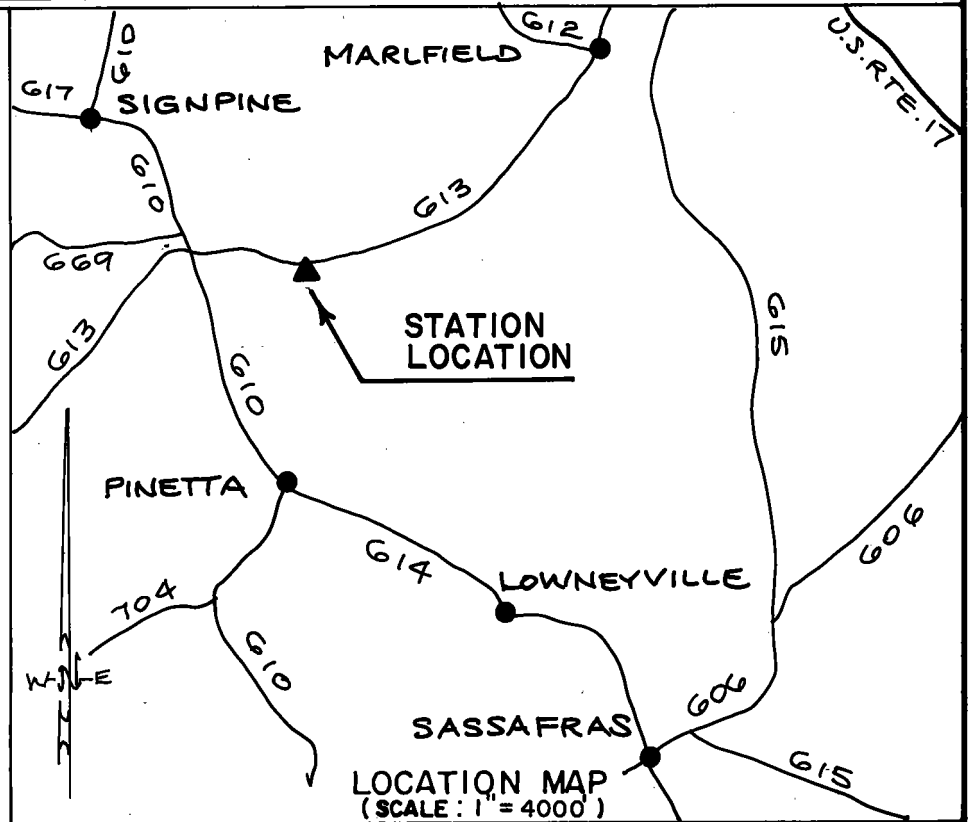 610
612
MARLFIELD
U.S. RTE. 17
617
SIGNPINE
610
613
669
613
STATION
LOCATION
615
610
PINETTA
614
606
LOWNEYVILLE
704
W E
610
606
SASSAFRAS
615
LOCATION MAP
(SCALE: 1" = 4000')